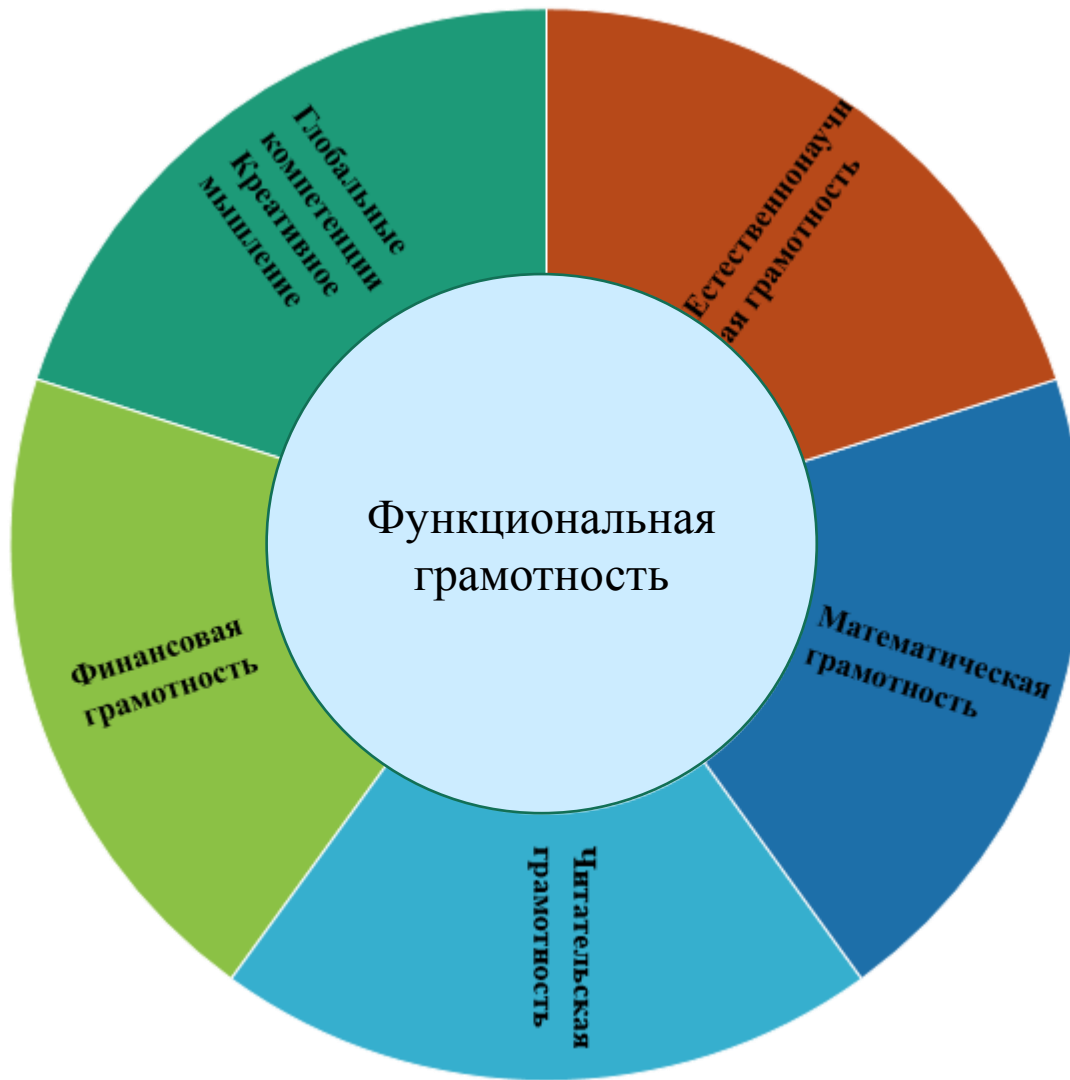 Глобальные
компетенции
Креативное
мышление
Естественнонаучн
ая грамотность
Функциональная
грамотность
Финансовая
грамотность
Математическая
грамотность
Читательская
грамотность